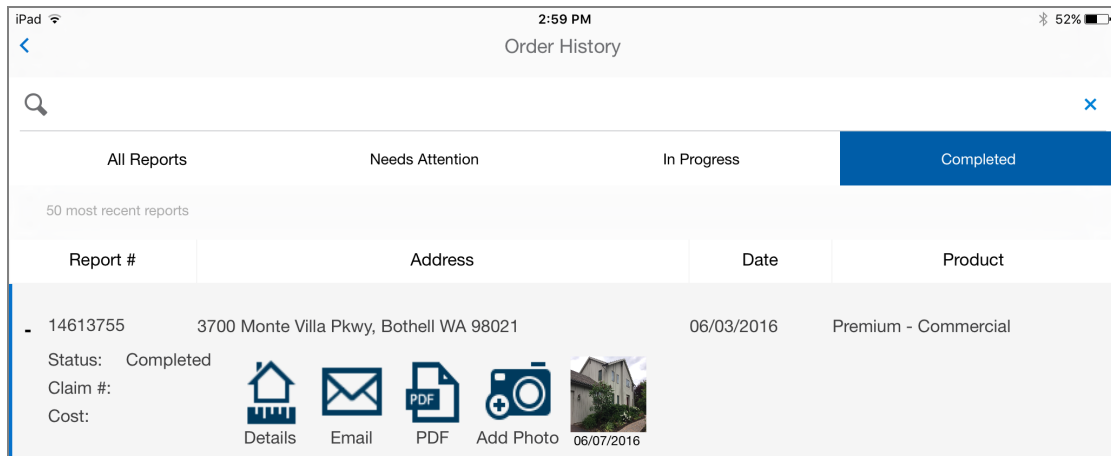 iPad 2:59 PM 52%
Order History
All Reports Needs Attention In Progress Completed
50 most recent reports
Report # Address Date Product
- 14613755 3700 Monte Villa Pkwy, Bothell WA 98021 06/03/2016 Premium - Commercial
Status: Completed
Claim #:
Cost:
PDF
Details Email PDF Add Photo 06/07/2016